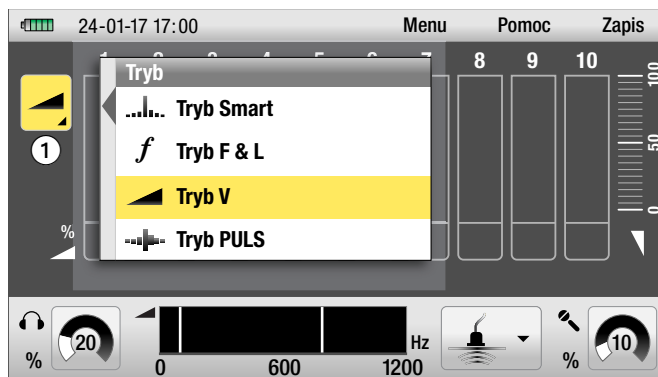 24-01-17 17:00 Menu Pomoc Zapis
8 9 10
Tryb
Tryb Smart
f Tryb F & L
Tryb V
Tryb PULS
1
100
50
0
%
20
%
0 600 1200
Hz
10
%